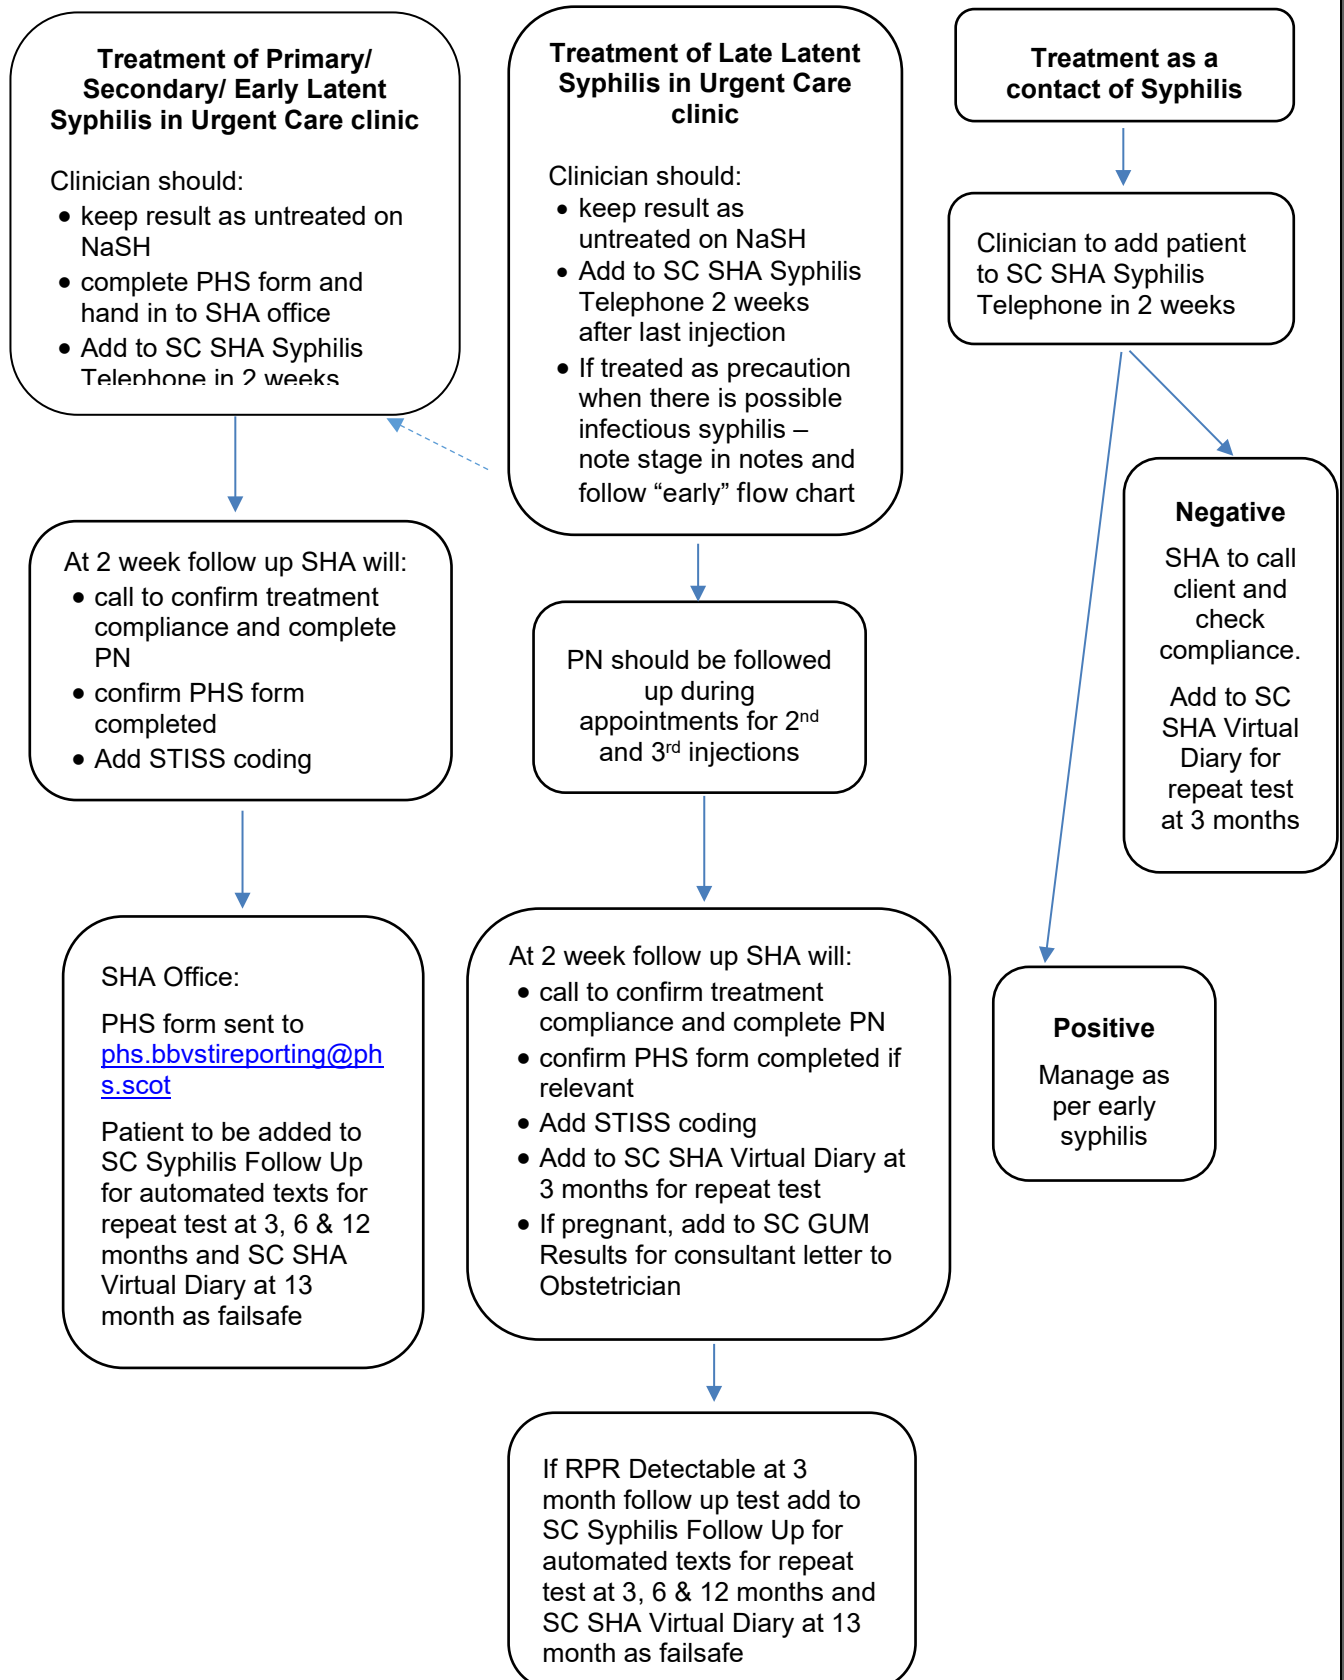 Treatment of Primary/
Secondary/ Early Latent
Syphilis in Urgent Care clinic
Clinician should:
• keep result as untreated on
NaSH
• complete PHS form and
hand in to SHA office
• Add to SC SHA Syphilis
Telephone in 2 weeks
At 2 week follow up SHA will:
• call to confirm treatment
compliance and complete
PN
• confirm PHS form
completed
• Add STISS coding
SHA Office:
PHS form sent to
phs.bbvstireporting@ph
s.scot
Patient to be added to
SC Syphilis Follow Up
for automated texts for
repeat test at 3, 6 & 12
months and SC SHA
Virtual Diary at 13
month as failsafe
Treatment of Late Latent
Syphilis in Urgent Care
clinic
Clinician should:
• keep result as
untreated on NaSH
• Add to SC SHA Syphilis
Telephone 2 weeks
after last injection
• If treated as precaution
when there is possible
infectious syphilis –
note stage in notes and
follow “early” flow chart
PN should be followed
up during
appointments for 2nd
and 3rd injections
At 2 week follow up SHA will:
• call to confirm treatment
compliance and complete PN
• confirm PHS form completed if
relevant
• Add STISS coding
• Add to SC SHA Virtual Diary at
3 months for repeat test
• If pregnant, add to SC GUM
Results for consultant letter to
Obstetrician
If RPR Detectable at 3
month follow up test add to
SC Syphilis Follow Up for
automated texts for repeat
test at 3, 6 & 12 months and
SC SHA Virtual Diary at 13
month as failsafe
Treatment as a
contact of Syphilis
Clinician to add patient
to SC SHA Syphilis
Telephone in 2 weeks
Negative
SHA to call
client and
check
compliance.
Add to SC
SHA Virtual
Diary for
repeat test
at 3 months
Positive
Manage as
per early
syphilis